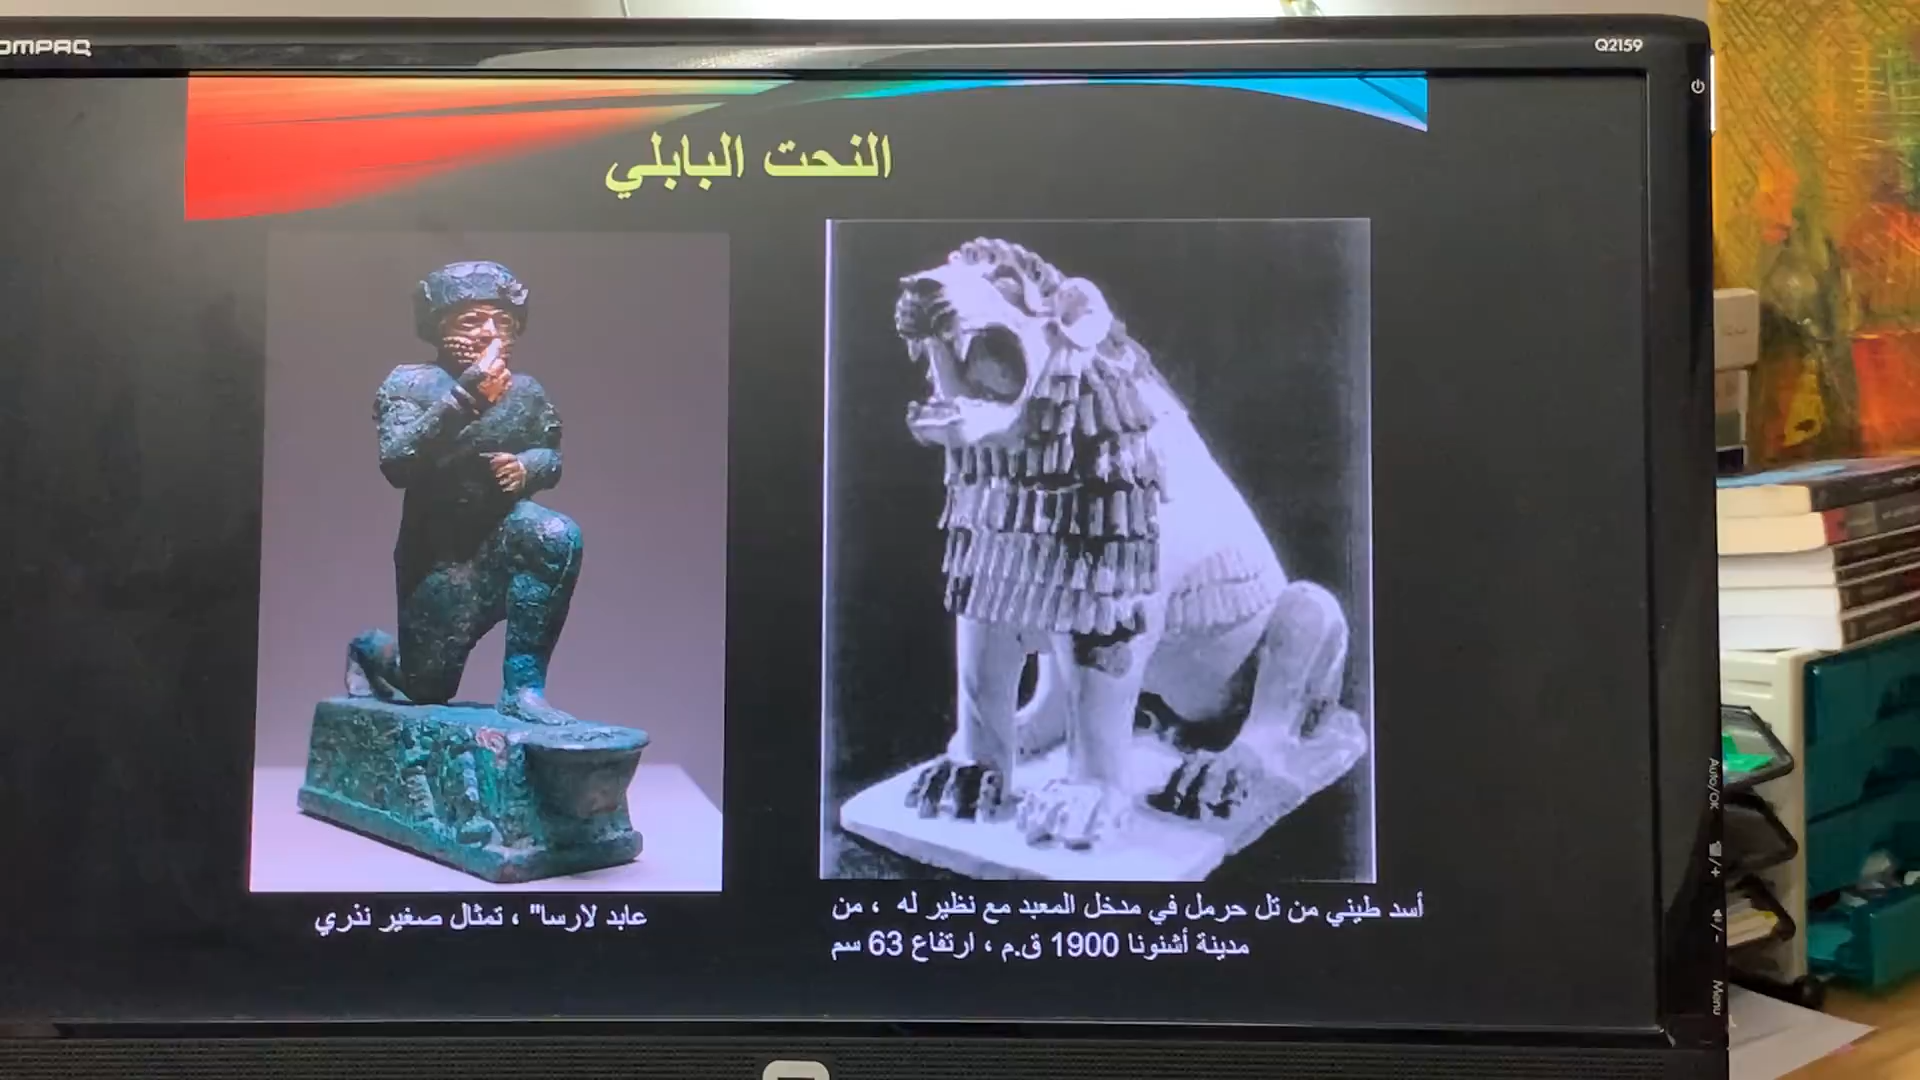 COMPAQ
Q2159
النحت البابلي
أسد طيني من تل حرمل في مدخل المعبد مع نظير له ، من
مدينة أشنونا 1900 ق.م ، ارتفاع 63 سم
عابد لارسا" ، تمثال صغير نذري
Auto/OK
Menu